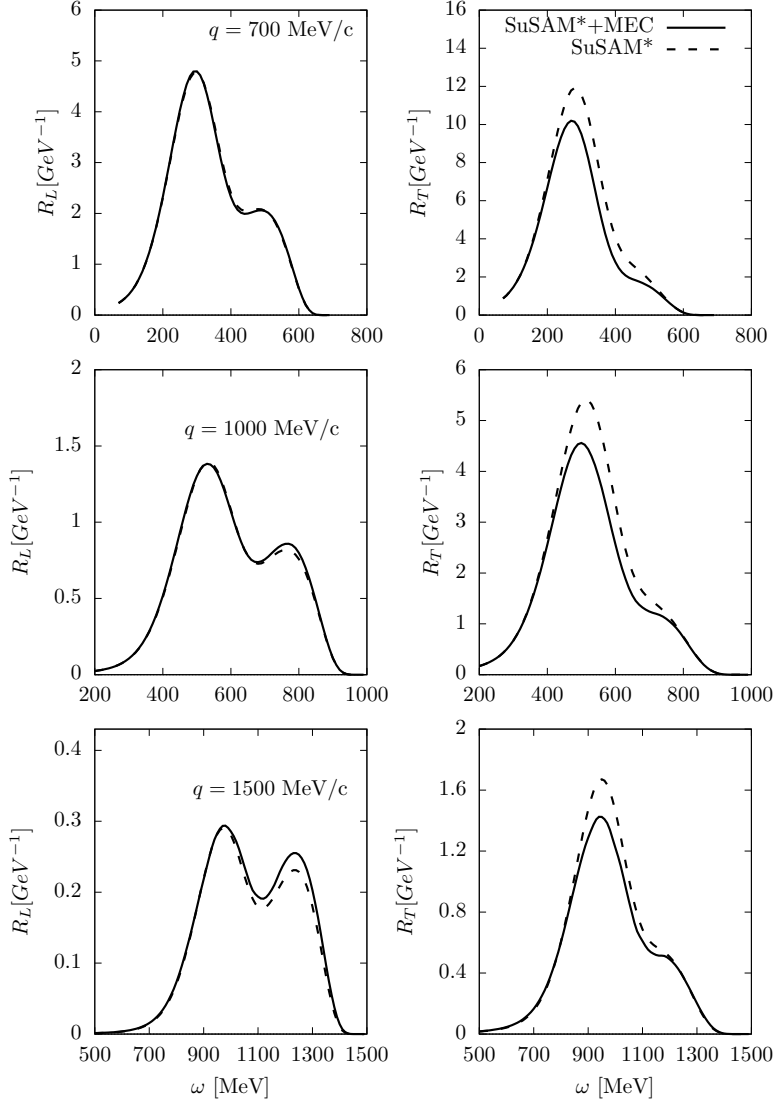 q = 700 MeV/c
R_L[GeV^{-1}]
6
5
4
3
2
1
0
0 200 400 600 800
SuSAM*+MEC
SuSAM*
R_T[GeV^{-1}]
16
14
12
10
8
6
4
2
0
0 200 400 600 800
q = 1000 MeV/c
R_L[GeV^{-1}]
2
1.5
1
0.5
0
200 400 600 800 1000
R_T[GeV^{-1}]
6
5
4
3
2
1
0
200 400 600 800 1000
q = 1500 MeV/c
R_L[GeV^{-1}]
0.4
0.3
0.2
0.1
0
500 700 900 1100 1300 1500
ω [MeV]
R_T[GeV^{-1}]
2
1.6
1.2
0.8
0.4
0
500 700 900 1100 1300 1500
ω [MeV]